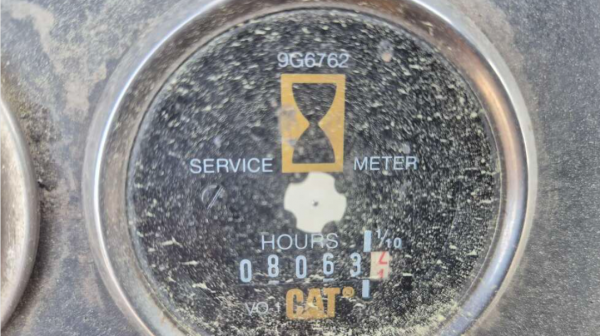 9G6762
SERVICE METER
HOURS 1/10
08063
CAT